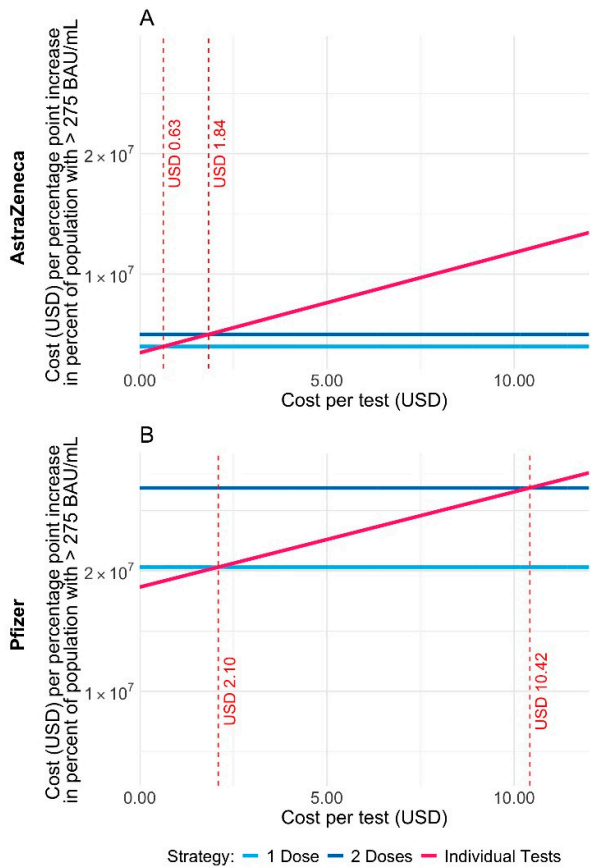 A
AstraZeneca
Cost (USD) per percentage point increase
in percent of population with > 275 BAU/mL
2 × 10⁷
1 × 10⁷
USD 0.63
USD 1.84
0.00
5.00
10.00
Cost per test (USD)
B
Pfizer
Cost (USD) per percentage point increase
in percent of population with > 275 BAU/mL
2 × 10⁷
1 × 10⁷
USD 2.10
USD 10.42
0.00
5.00
10.00
Cost per test (USD)
Strategy: 1 Dose 2 Doses Individual Tests